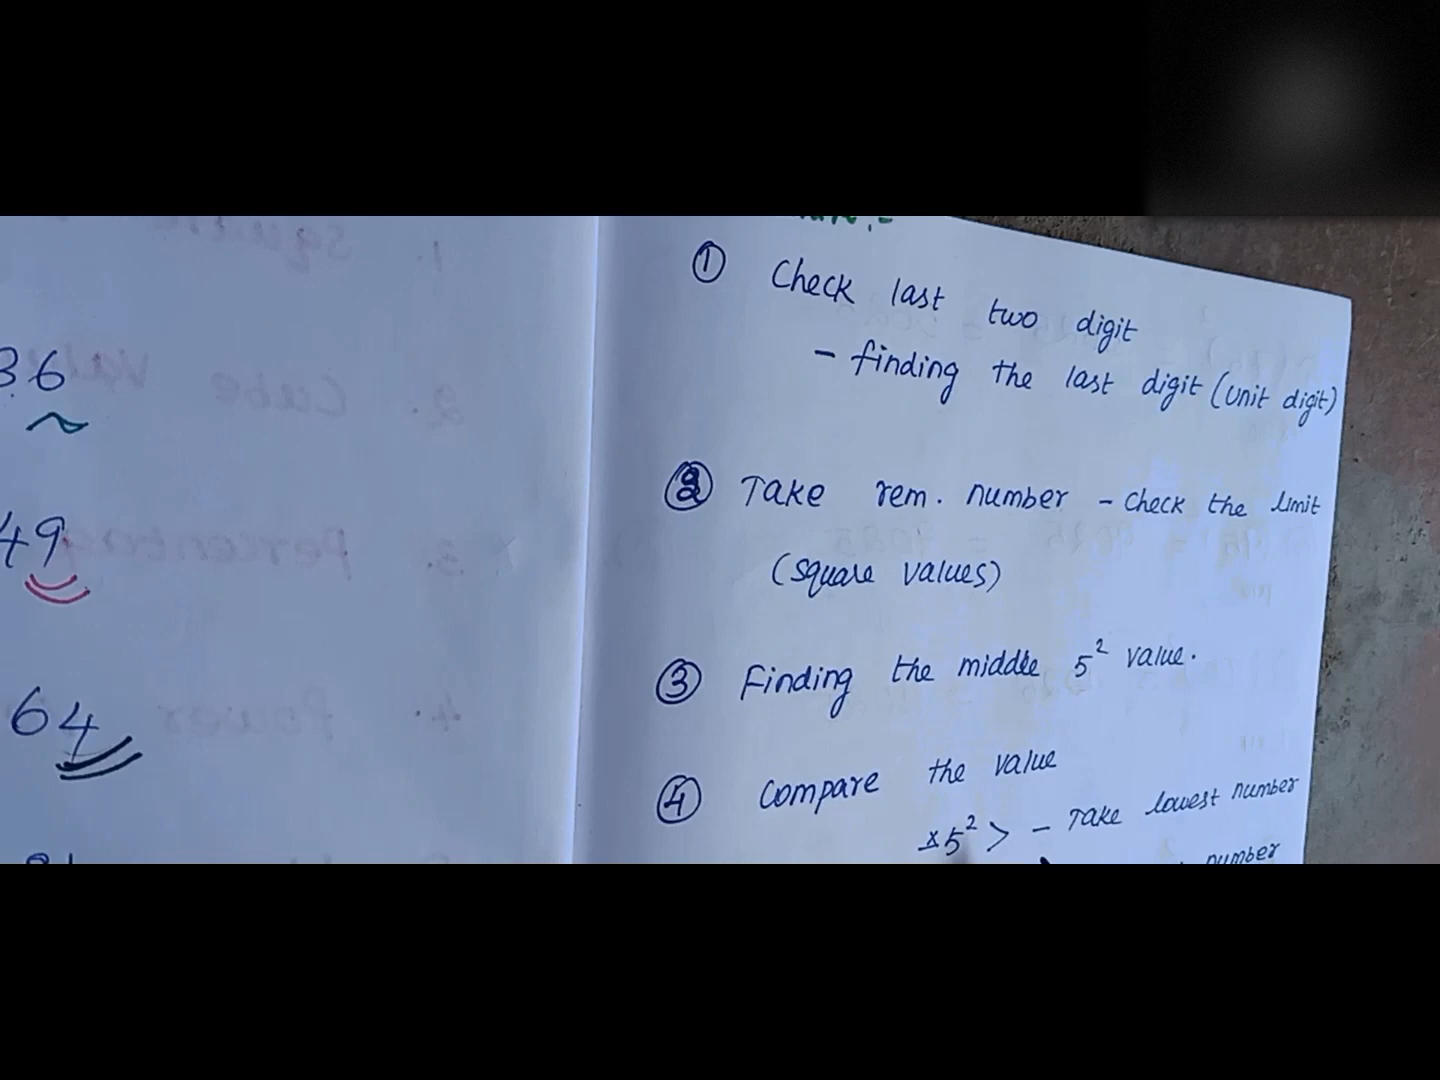 36
49
64
① Check last two digit
- finding the last digit (unit digit)
② Take rem. number - check the limit
(square values)
③ Finding the middle 5² value.
④ Compare the value
x5² > - Take lowest number
number